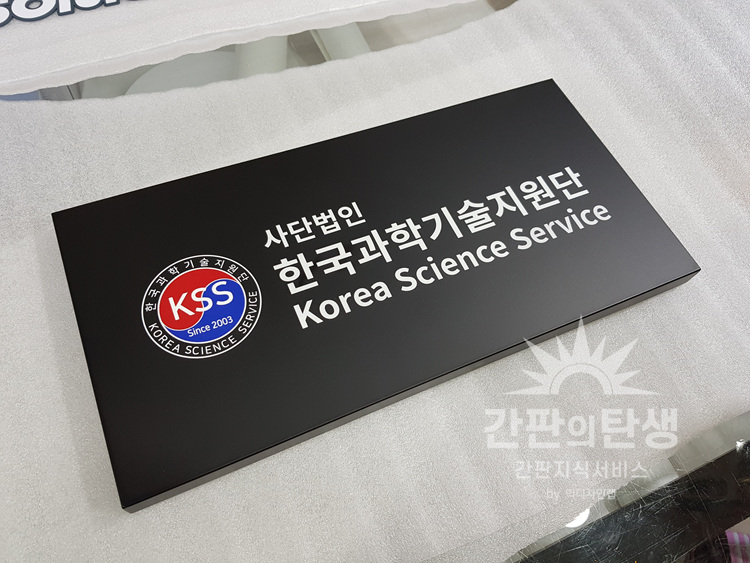 사단법인
한국과학기술지원단
Korea Science Service
한국과학기술지원단
KSS
Since 2003
KOREA SCIENCE SERVICE
간판의탄생
간판지식서비스